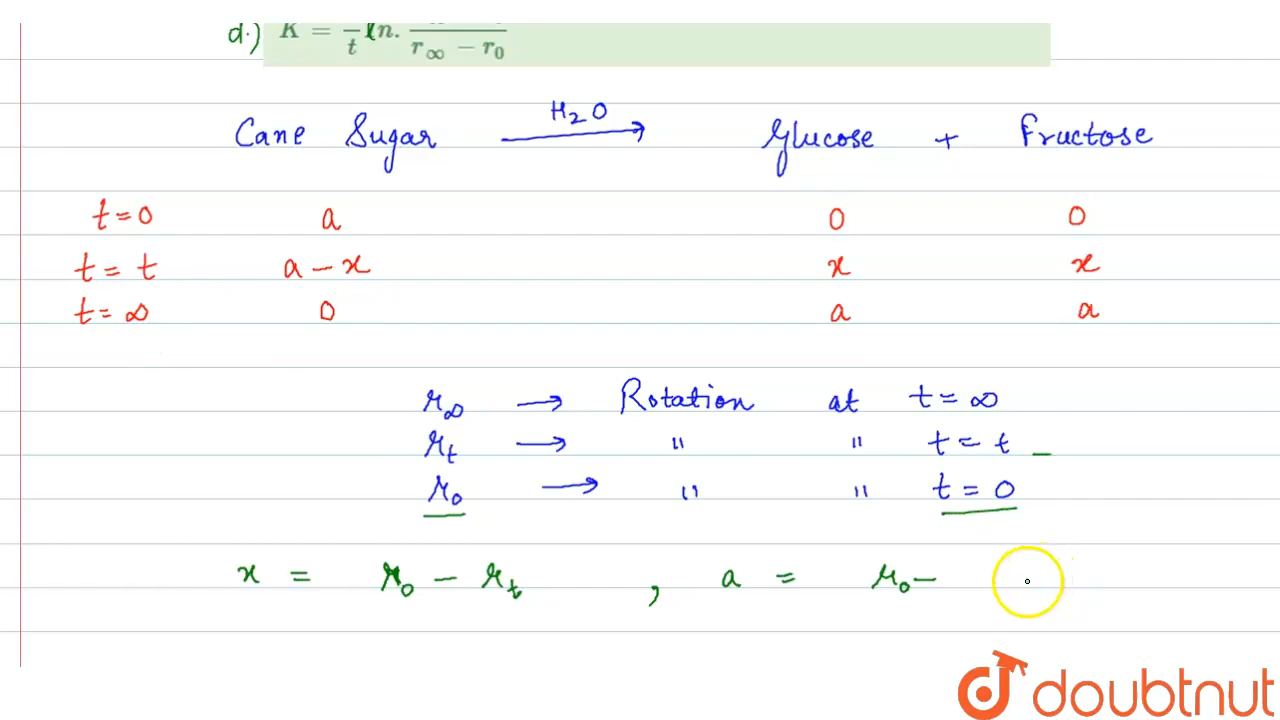 d.) K = / t ln. / r∞ − r0
H2O
Cane Sugar ⟶ Glucose + Fructose
t = 0 a 0 0
t = t a − x x x
t = ∞ 0 a a
r∞ → Rotation at t = ∞
rt → " " t = t
r0 → " " t = 0
x = r0 − rt , a = r0 −
doubtnut